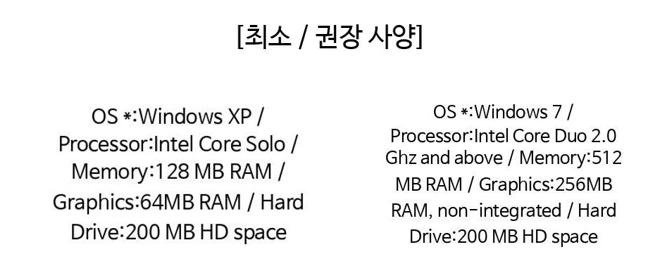 [최소 / 권장 사양]
OS *:Windows XP /
Processor:Intel Core Solo /
Memory:128 MB RAM /
Graphics:64MB RAM / Hard
Drive:200 MB HD space
OS *:Windows 7 /
Processor:Intel Core Duo 2.0
Ghz and above / Memory:512
MB RAM / Graphics:256MB
RAM, non-integrated / Hard
Drive:200 MB HD space